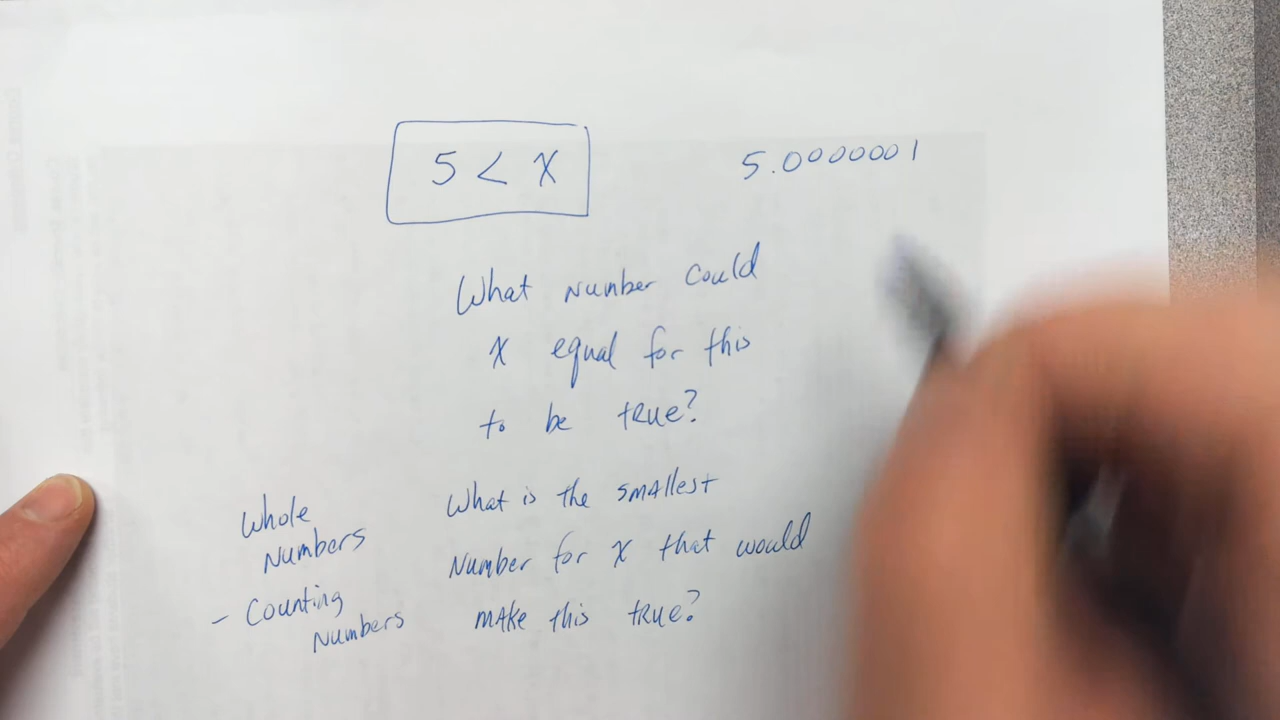 5 < x
5.0000001
What number could
x equal for this
to be true?
What is the smallest
number for x that would
make this true?
Whole
numbers
- Counting
numbers